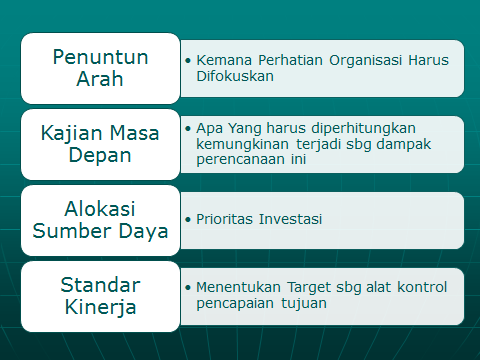 Penuntun
Arah
• Kemana Perhatian Organisasi Harus
Difokuskan
Kajian Masa
Depan
• Apa Yang harus diperhitungkan
kemungkinan terjadi sbg dampak
perencanaan ini
Alokasi
Sumber Daya
• Prioritas Investasi
Standar
Kinerja
• Menentukan Target sbg alat kontrol
pencapaian tujuan